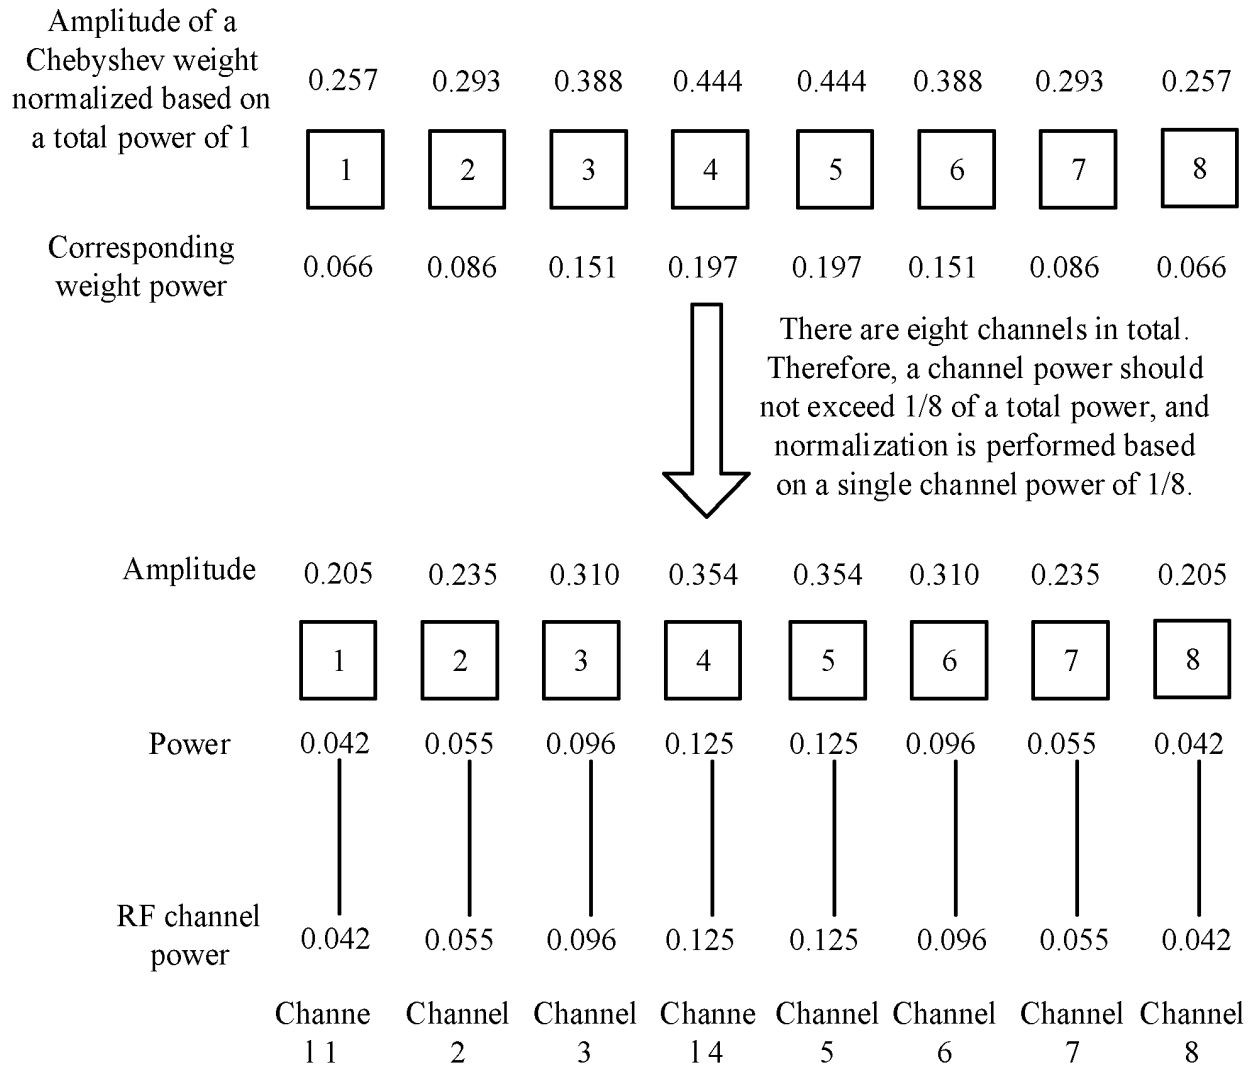 Amplitude of a
Chebyshev weight
normalized based on
a total power of 1
0.257 0.293 0.388 0.444 0.444 0.388 0.293 0.257
1 2 3 4 5 6 7 8
Corresponding
weight power
0.066 0.086 0.151 0.197 0.197 0.151 0.086 0.066
There are eight channels in total.
Therefore, a channel power should
not exceed 1/8 of a total power, and
normalization is performed based
on a single channel power of 1/8.
Amplitude 0.205 0.235 0.310 0.354 0.354 0.310 0.235 0.205
1 2 3 4 5 6 7 8
Power 0.042 0.055 0.096 0.125 0.125 0.096 0.055 0.042
RF channel
power
0.042 0.055 0.096 0.125 0.125 0.096 0.055 0.042
Channe Channel Channel Channe Channel Channel Channel Channel
l 1 2 3 l 4 5 6 7 8